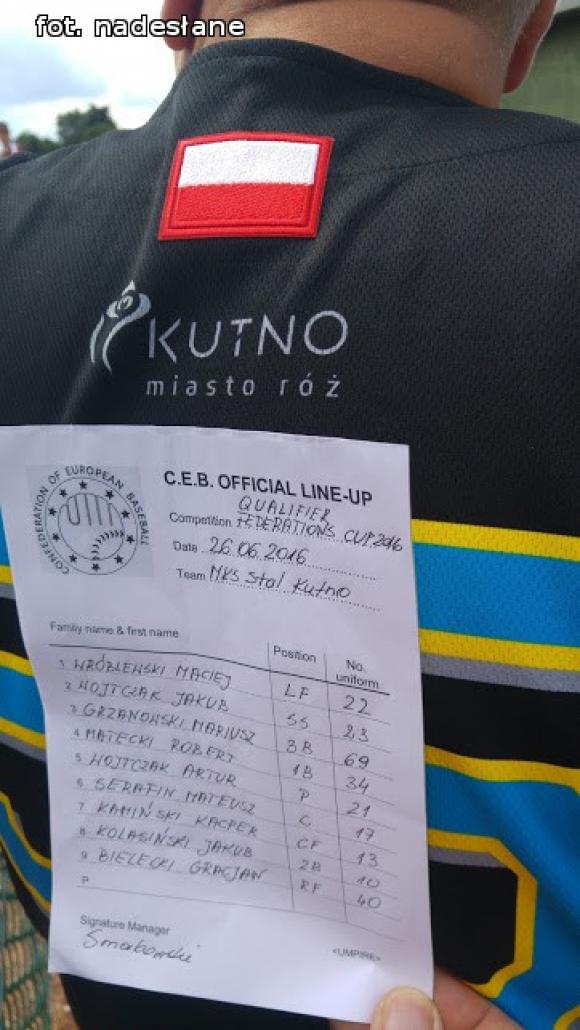 fot. nadesłane
KUTNO
miasto róż
CONFEDERATION OF EUROPEAN BASEBALL
C.E.B. OFFICIAL LINE-UP
QUALIFIER
Competition FEDERATIONS CUP 2016
Date 26.06.2016
Team MKS Stal Kutno
Family name & first name Position No. uniform
1 WRÓBLEWSKI MACIEJ LF 22
2 WOJTCZAK JAKUB SS 23
3 GRZANOWSKI MARIUSZ 3B 69
4 MATECKI ROBERT 1B 34
5 WOJTCZAK ARTUR P 21
6 SERAFIN MATEUSZ C 17
7 KAMIŃSKI KACPER CF 13
8 KOLASIŃSKI JAKUB 2B 10
9 BIELECKI GRACJAN RF 40
P
Signature Manager <UMPIRE>